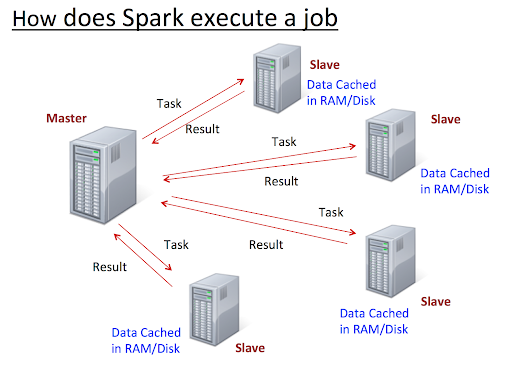 How does Spark execute a job
Slave
Data Cached
in RAM/Disk
Task
Result
Master
Slave
Task
Result
Data Cached
in RAM/Disk
Task
Result
Slave
Data Cached
in RAM/Disk
Task
Result
Data Cached
in RAM/Disk
Slave